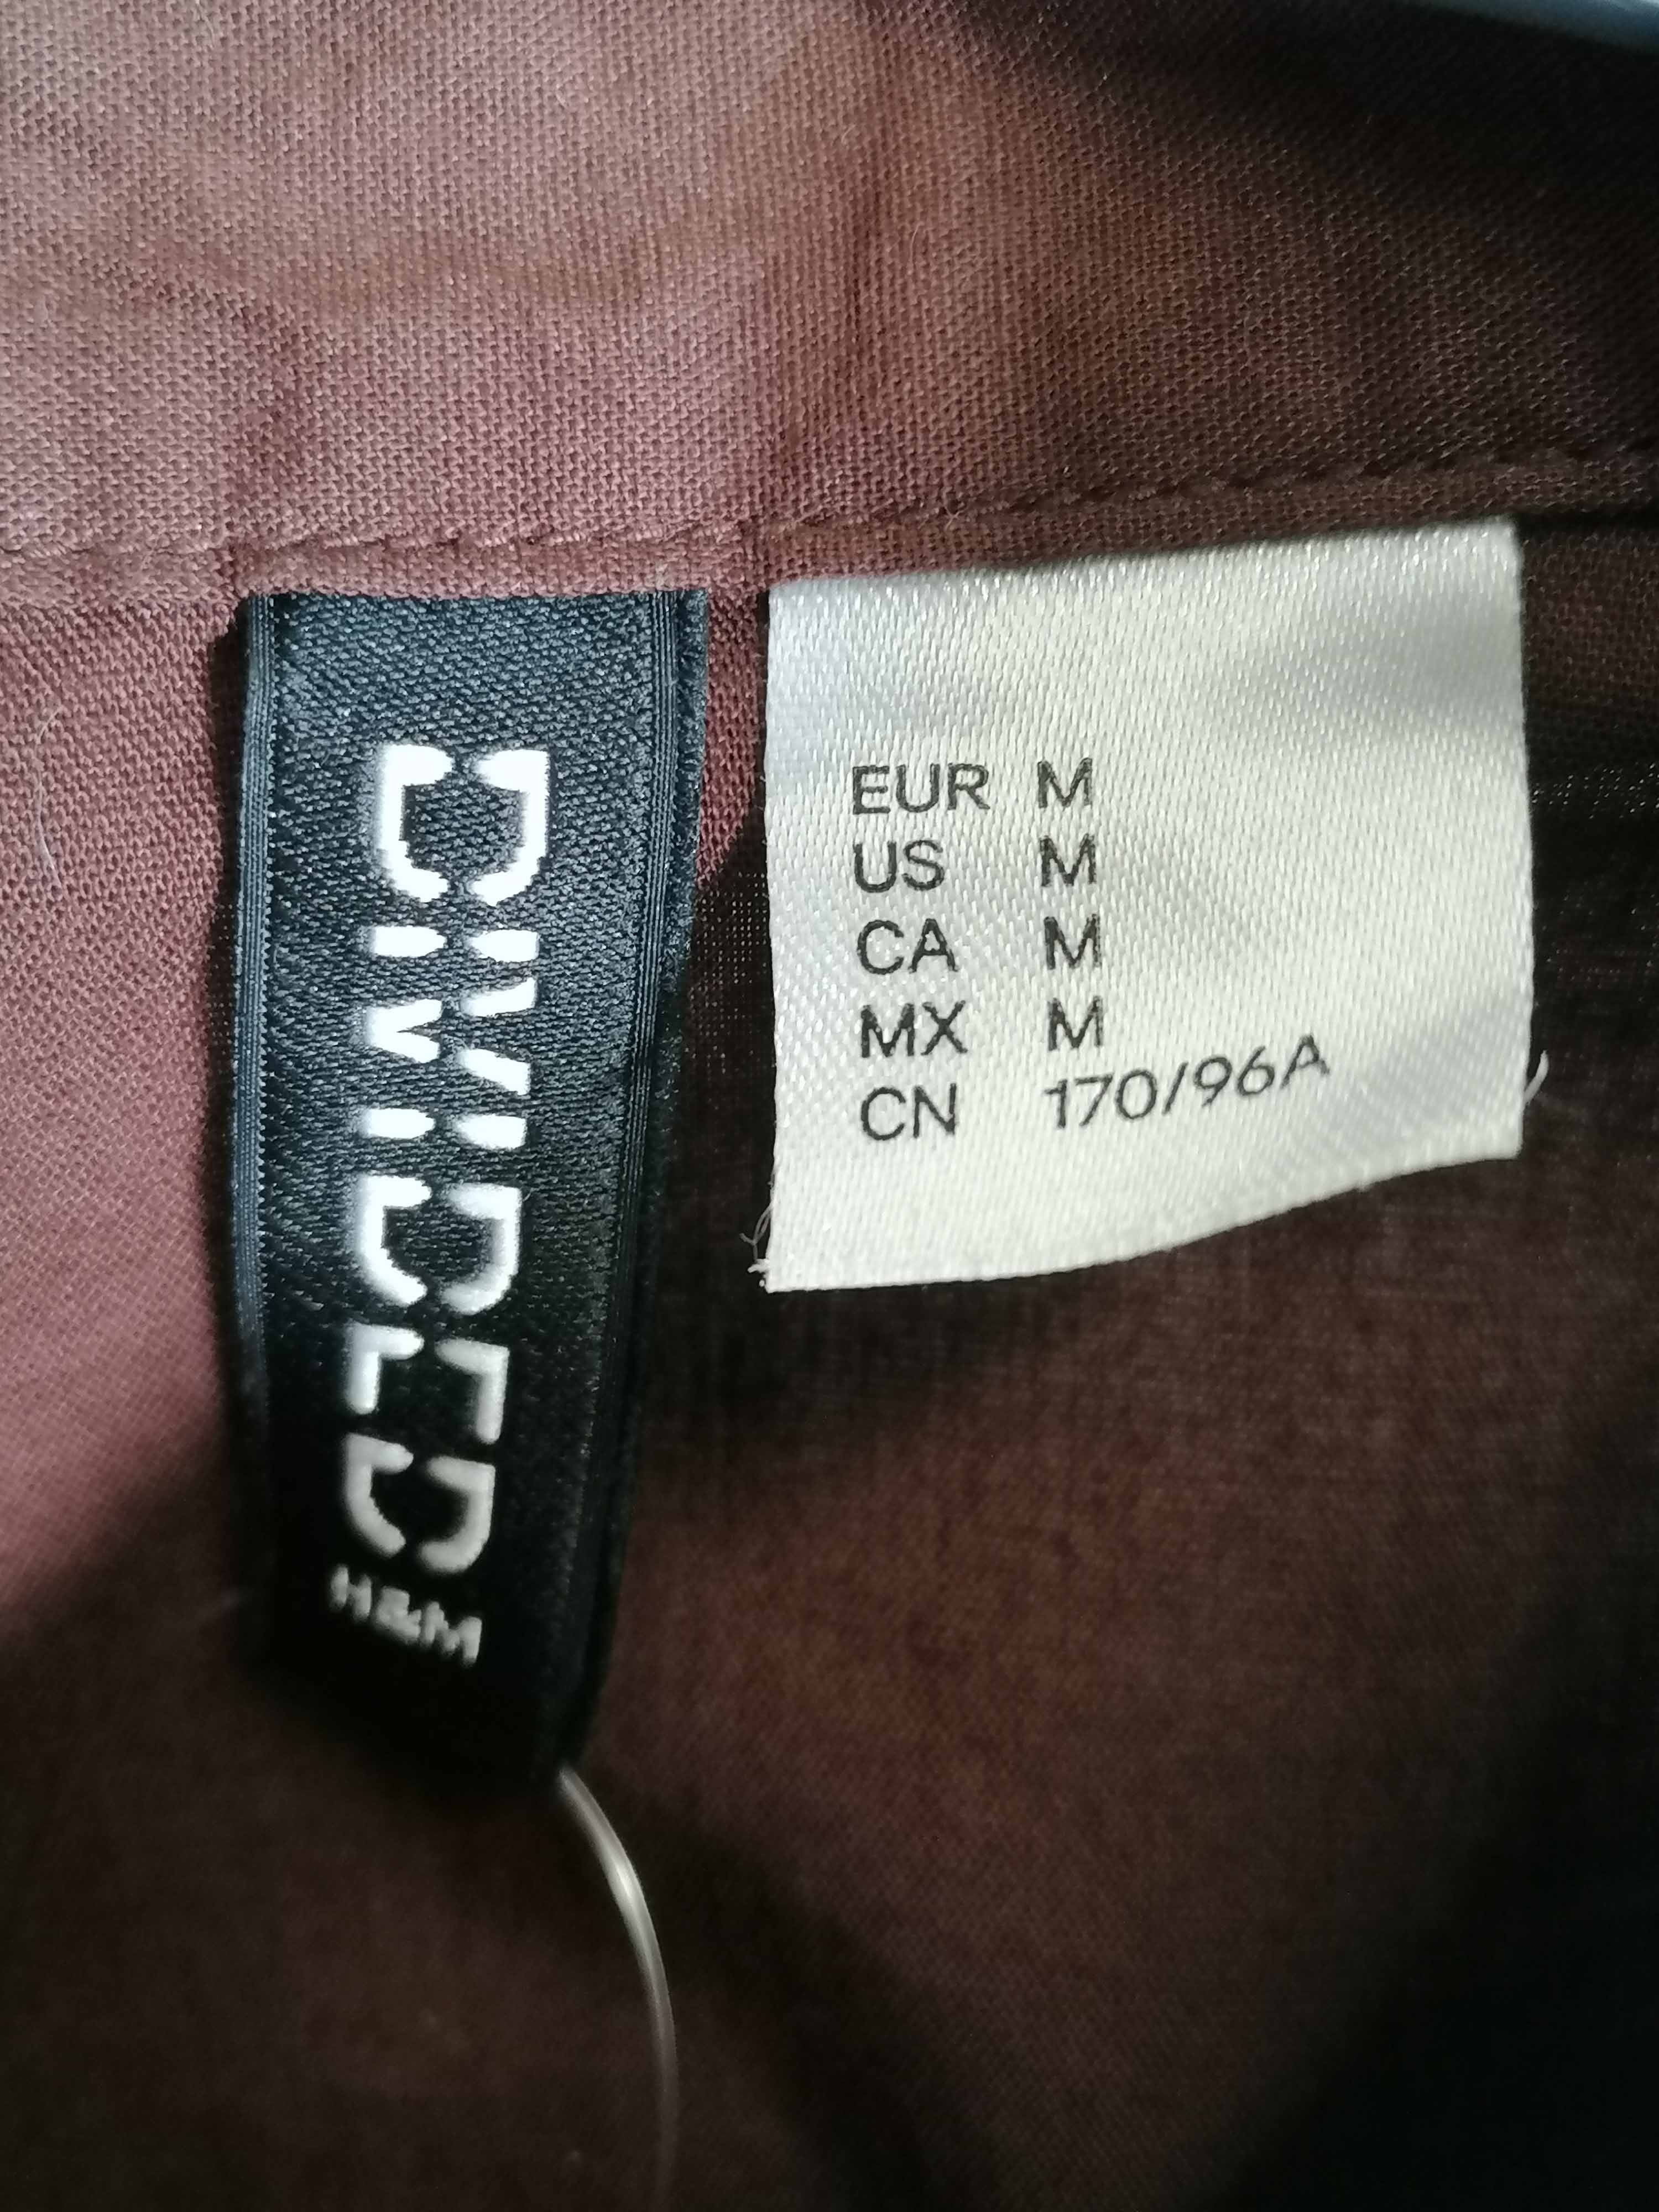 DIVIDED
H&M
EUR M
US M
CA M
MX M
CN 170/96A